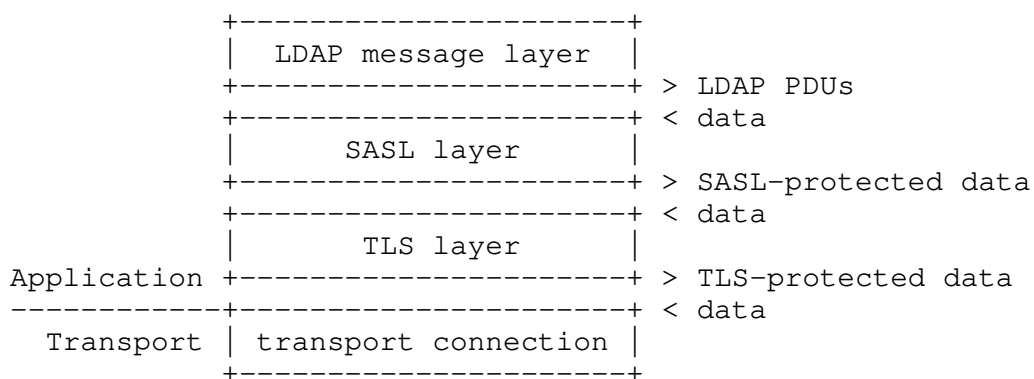 +----------------------+
| LDAP message layer |
+----------------------+ > LDAP PDUs
+----------------------+ < data
| SASL layer |
+----------------------+ > SASL-protected data
+----------------------+ < data
| TLS layer |
Application +----------------------+ > TLS-protected data
------------+----------------------+ < data
Transport | transport connection |
+----------------------+